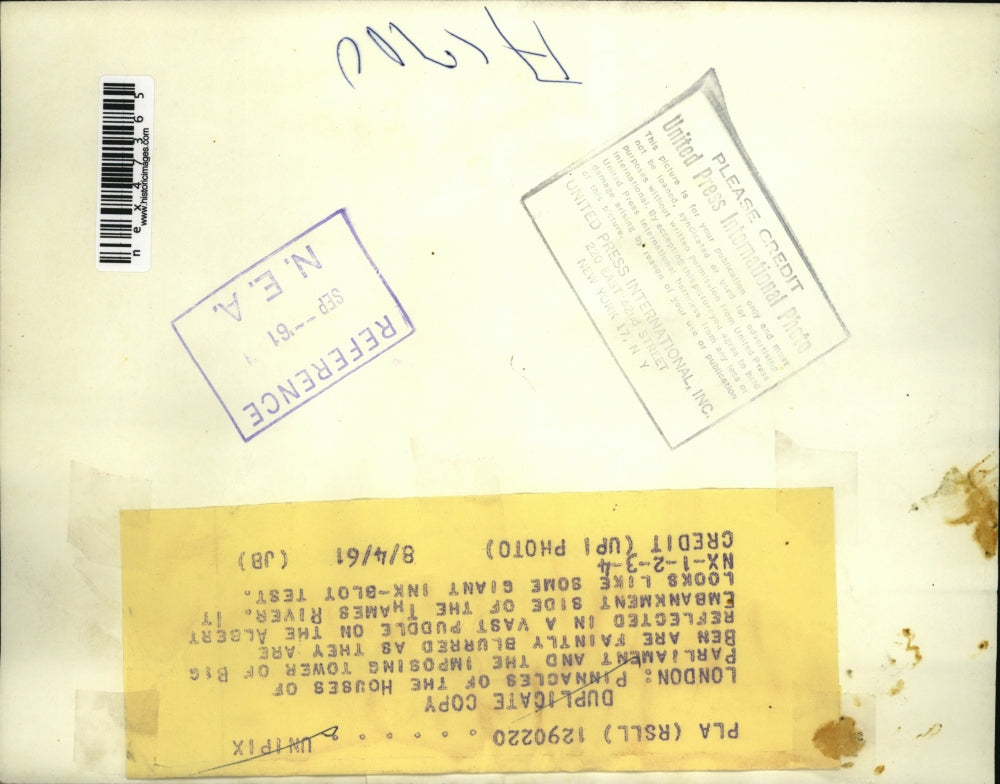 nex47365
www.historicimages.com
PLEASE CREDIT
United Press International Photo
This picture is for your publication only and must
not be loaned, syndicated or used for advertising
purposes without written permission from United Press
International. By accepting this picture you agree to hold
United Press International harmless from any loss or
damage arising by reason of your use or publication
of this picture.
UNITED PRESS INTERNATIONAL, INC.
220 EAST 42nd STREET
NEW YORK 17, N Y
REFERENCE
SEP -- '61
N. E. A.
PLA (RSLL) 1290220 . . . . . . UNIPIX
DUPLICATE COPY
LONDON: PINNACLES OF THE HOUSES OF
PARLIAMENT AND THE IMPOSING TOWER OF BIG
BEN ARE FAINTLY BLURRED AS THEY ARE
REFLECTED IN A VAST PUDDLE ON THE ALBERT
EMBANKMENT SIDE OF THE THAMES RIVER. IT
LOOKS LIKE SOME GIANT INK-BLOT TEST.
NX-1-2-3-4
CREDIT (UPI PHOTO) 8/4/61 (JB)